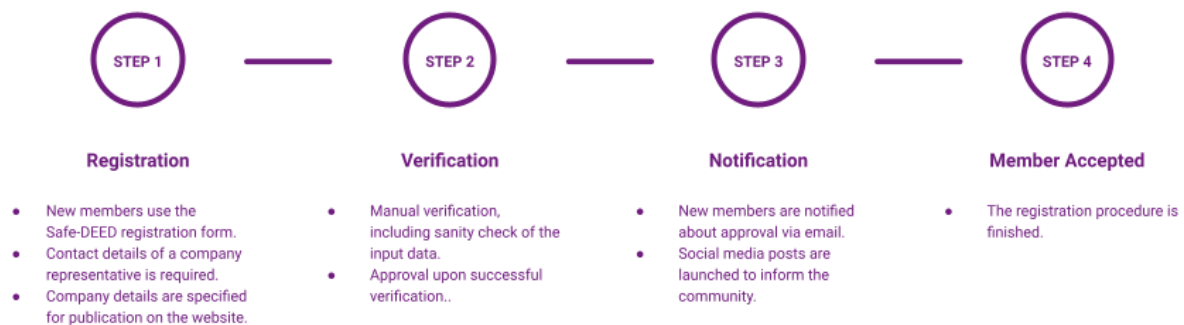 STEP 1
STEP 2
STEP 3
STEP 4
Registration
Verification
Notification
Member Accepted
● New members use the
Safe-DEED registration form.
● Contact details of a company
representative is required.
● Company details are specified
for publication on the website.
● Manual verification,
including sanity check of the
input data.
● Approval upon successful
verification..
● New members are notified
about approval via email.
● Social media posts are
launched to inform the
community.
● The registration procedure is
finished.